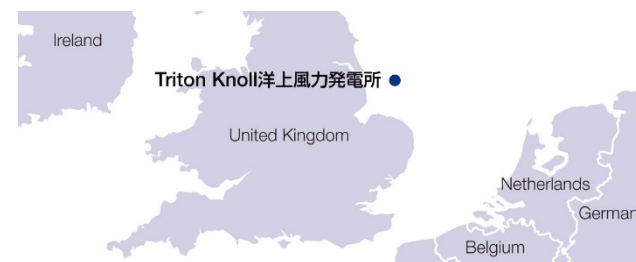 Ireland
Triton Knoll洋上風力発電所
United Kingdom
Netherlands
German
Belgium